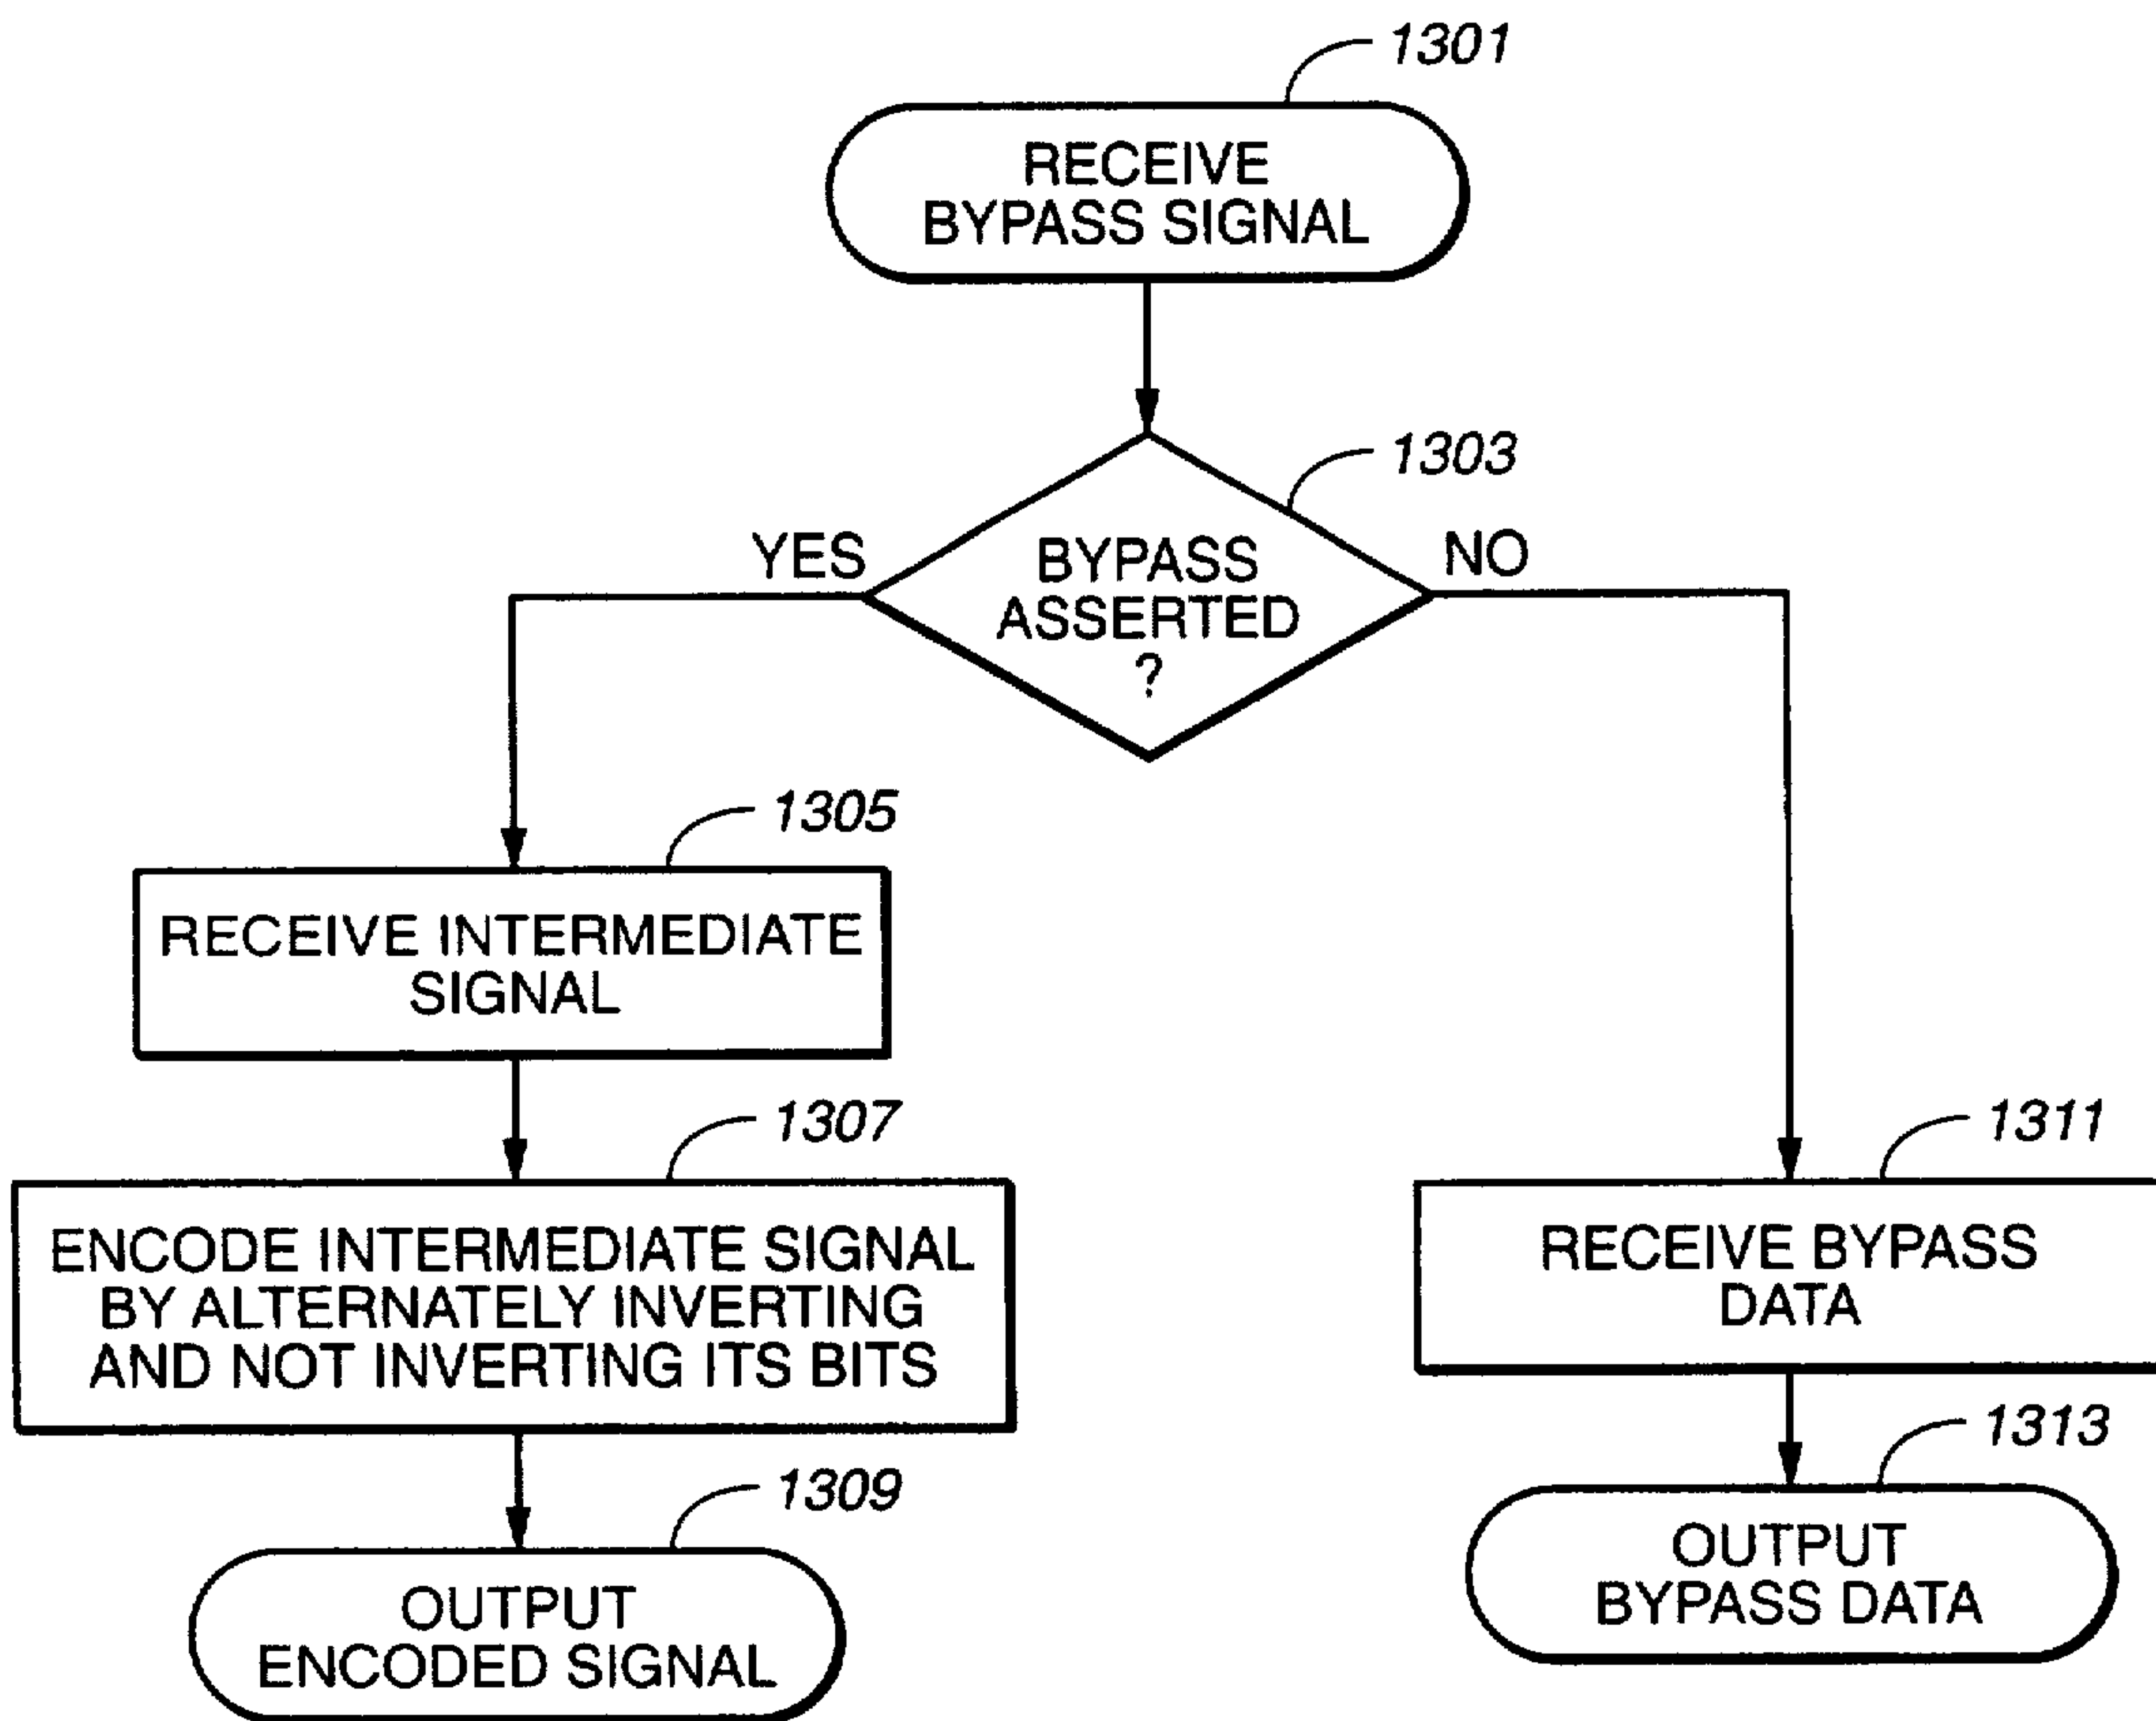 1301
RECEIVE
BYPASS SIGNAL
1303
YES
BYPASS
ASSERTED
?
NO
1305
RECEIVE INTERMEDIATE
SIGNAL
1307
ENCODE INTERMEDIATE SIGNAL
BY ALTERNATELY INVERTING
AND NOT INVERTING ITS BITS
1309
OUTPUT
ENCODED SIGNAL
1311
RECEIVE BYPASS
DATA
1313
OUTPUT
BYPASS DATA